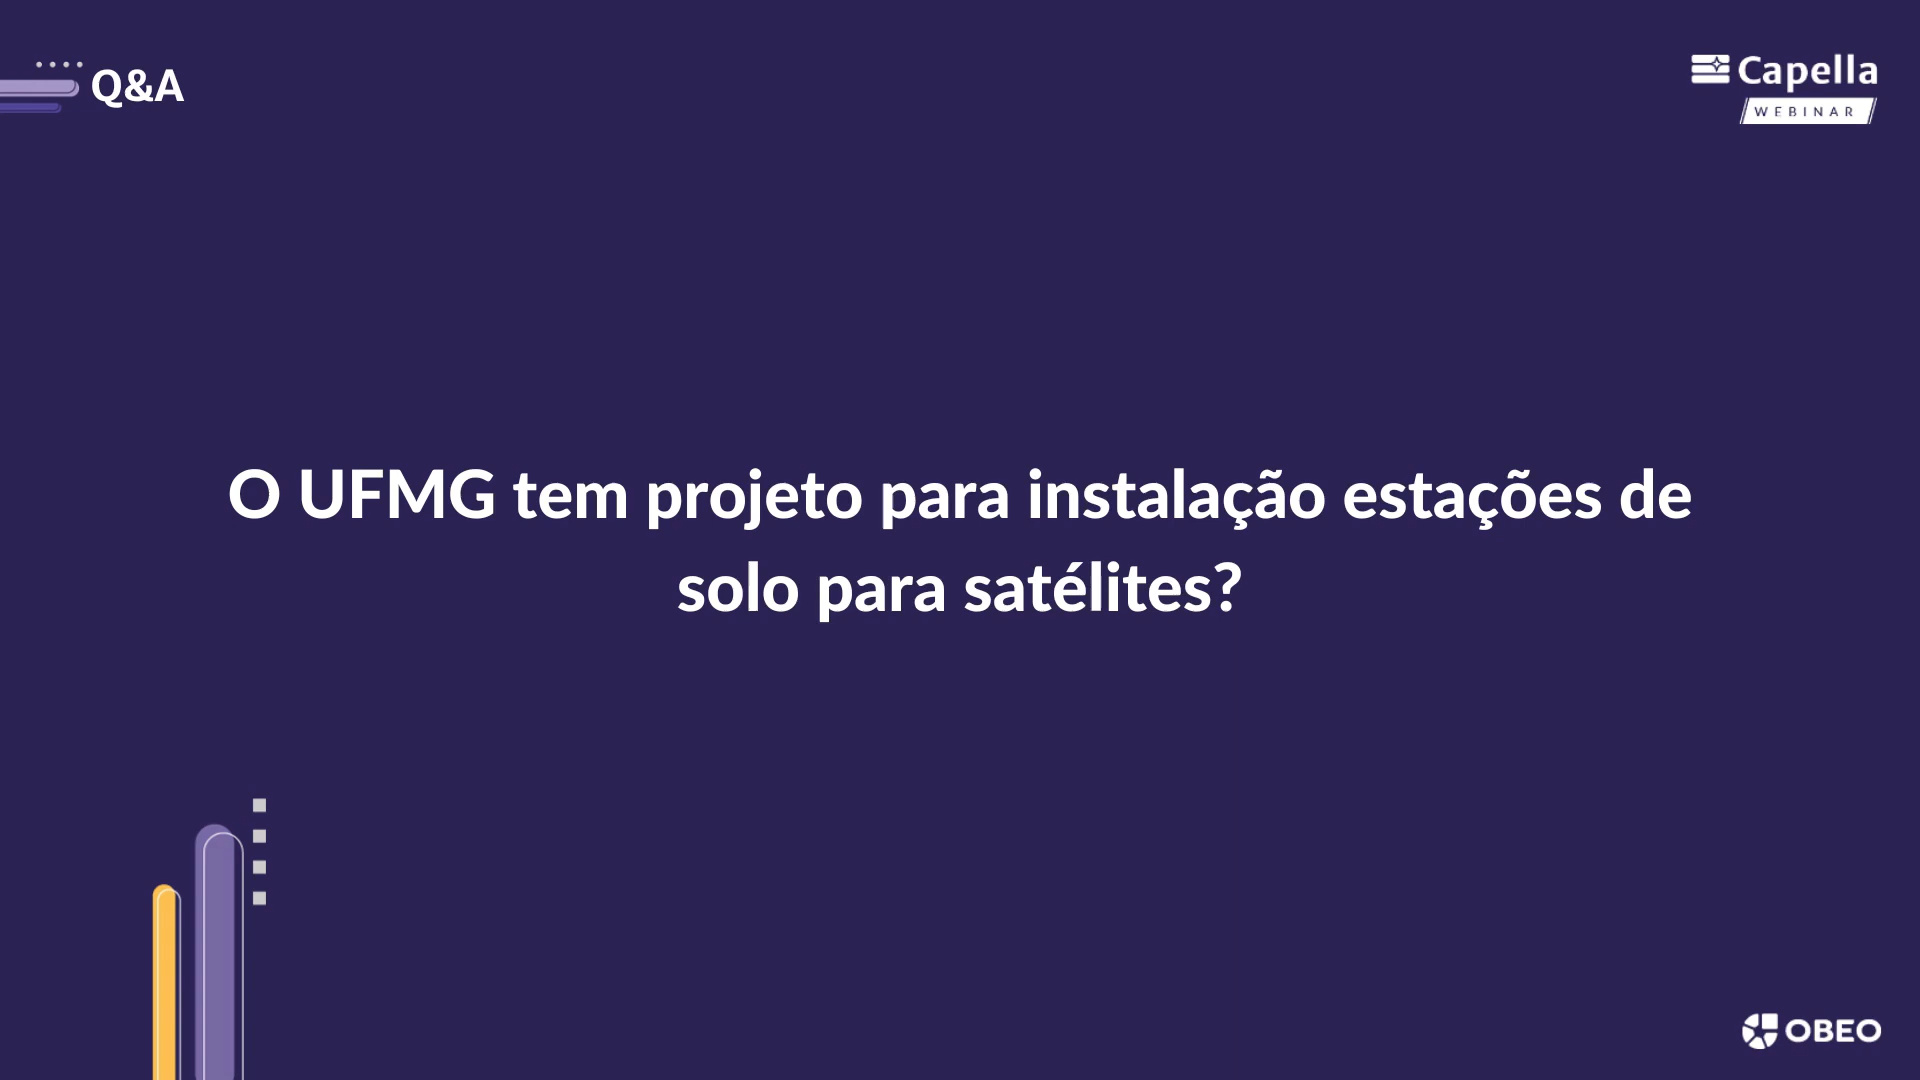 Q&A
Capella
WEBINAR
O UFMG tem projeto para instalação estações de
solo para satélites?
OBEO